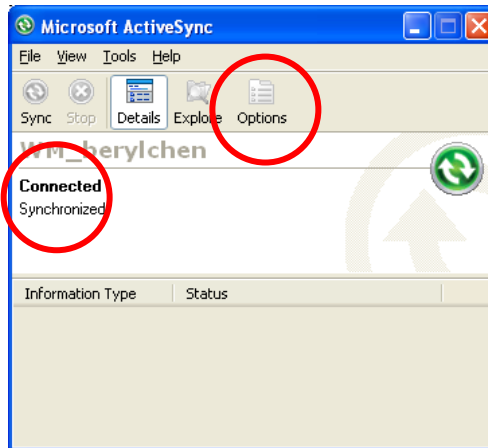 Microsoft ActiveSync
File View Tools Help
Sync Stop Details Explore Options
WM_berylchen
Connected
Synchronized
Information Type Status